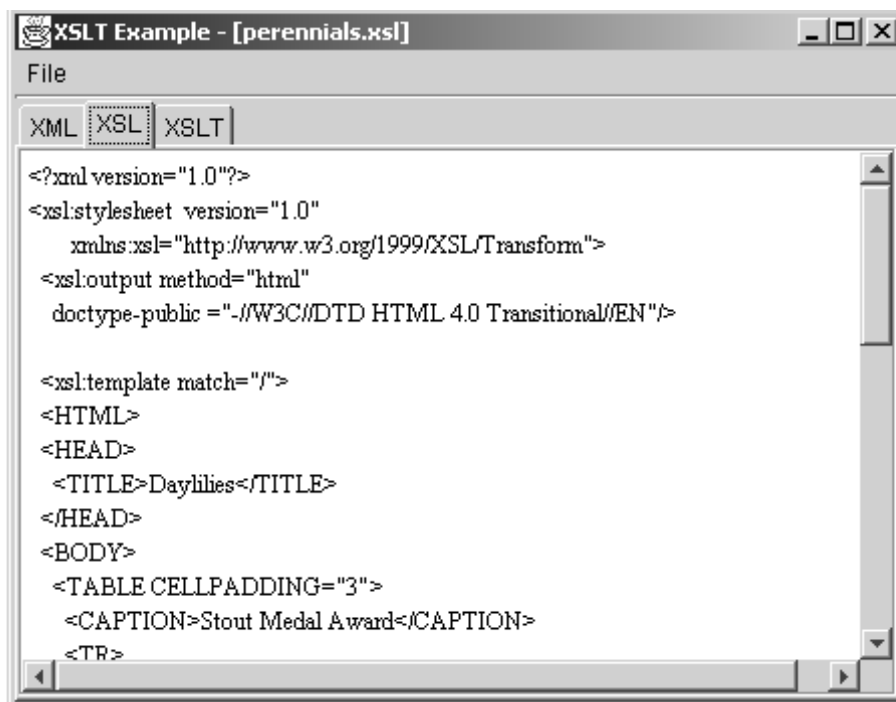 XSLT Example - [perennials.xsl]
File
XML XSL XSLT
<?xml version="1.0"?>
<xsl:stylesheet version="1.0"
xmlns:xsl="http://www.w3.org/1999/XSL/Transform">
<xsl:output method="html"
doctype-public ="-//W3C//DTD HTML 4.0 Transitional//EN"/>
<xsl:template match="/">
<HTML>
<HEAD>
<TITLE>Daylilies</TITLE>
</HEAD>
<BODY>
<TABLE CELLPADDING="3">
<CAPTION>Stout Medal Award</CAPTION>
<TR>